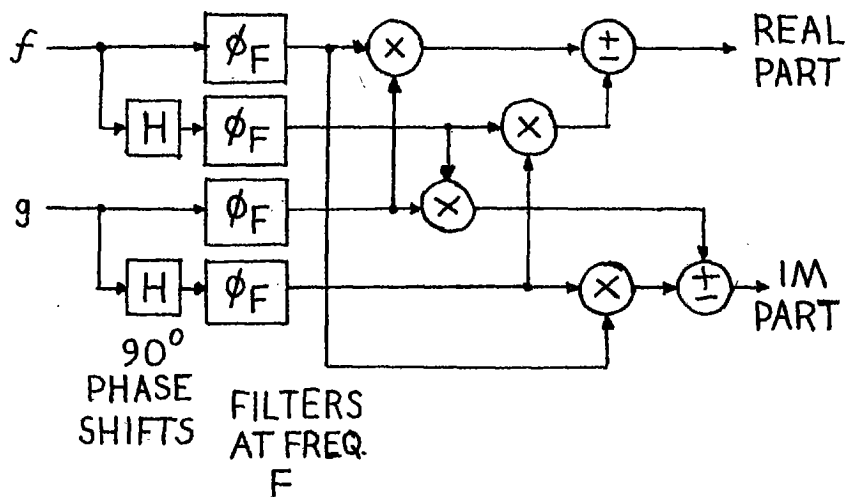 f
ϕF
×
±
REAL
PART
H
ϕF
×
g
ϕF
×
H
ϕF
×
±
IM
PART
90°
PHASE
SHIFTS
FILTERS
AT FREQ.
F